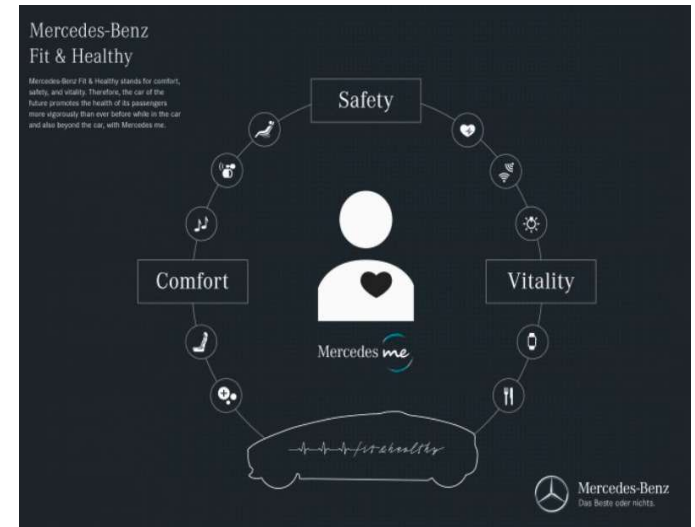 Mercedes-Benz
Fit & Healthy
Mercedes-Benz Fit & Healthy stands for comfort,
safety, and vitality. Therefore, the car of the
future promotes the health of its passengers
more vigorously than ever before while in the car
and also beyond the car, with Mercedes me.
Safety
Comfort
Vitality
Mercedes me
fit&healthy
Mercedes-Benz
Das Beste oder nichts.